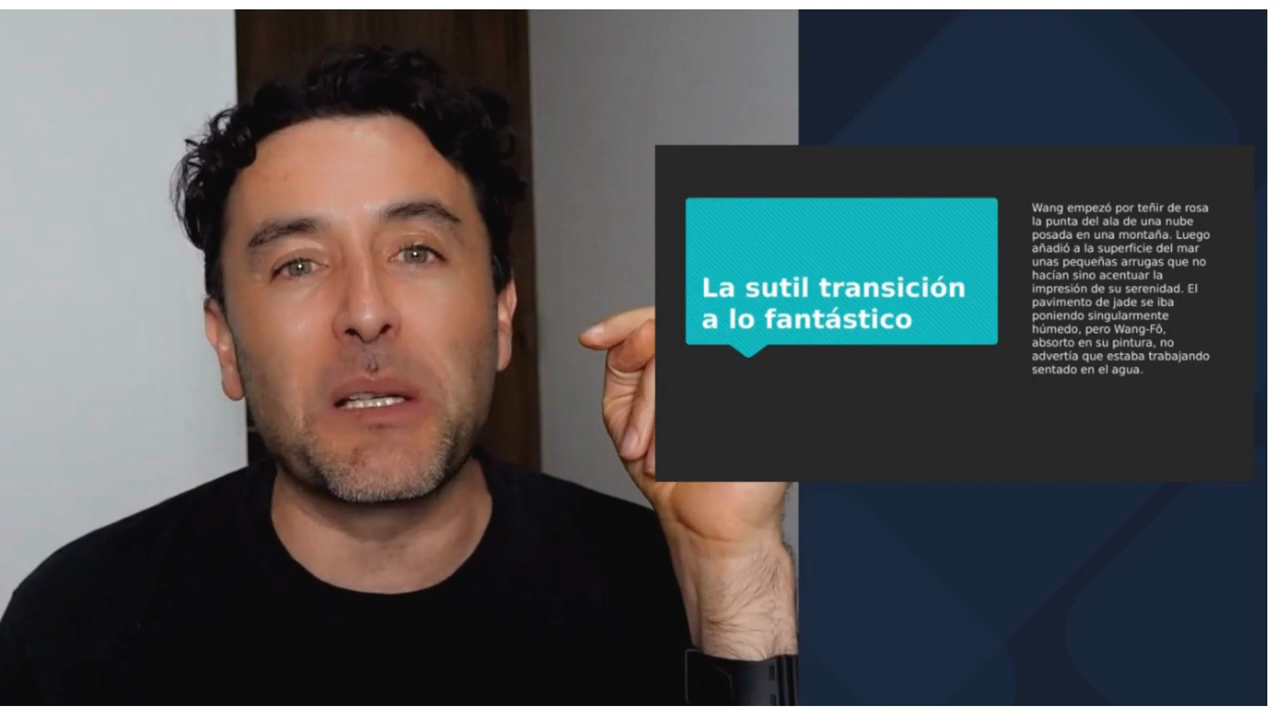 La sutil transición
a lo fantástico
Wang empezó por teñir de rosa
la punta del ala de una nube
posada en una montaña. Luego
añadió a la superficie del mar
unas pequeñas arrugas que no
hacían sino acentuar la
impresión de su serenidad. El
pavimento de jade se iba
poniendo singularmente
húmedo, pero Wang-Fô,
absorto en su pintura, no
advertía que estaba trabajando
sentado en el agua.